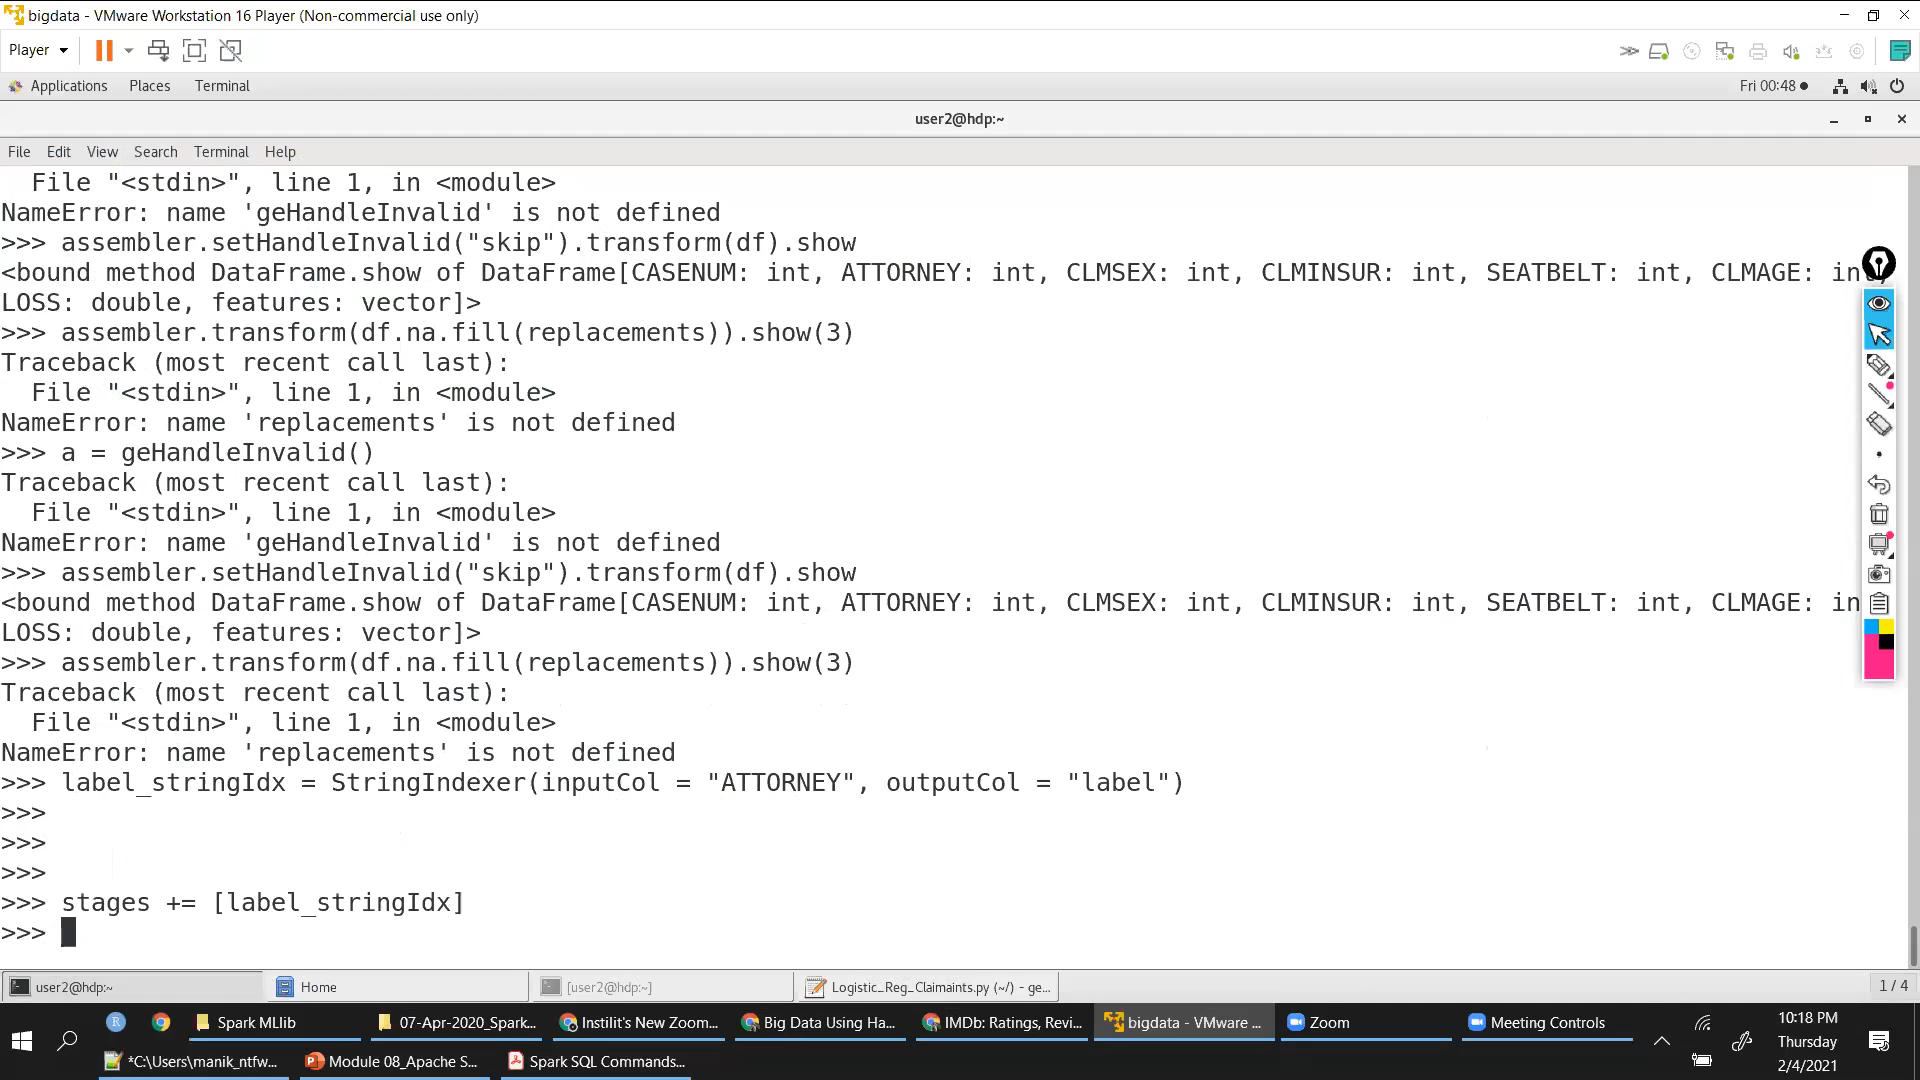 bigdata - VMware Workstation 16 Player (Non-commercial use only)
Player
Applications Places Terminal Fri 00:48
user2@hdp:~
File Edit View Search Terminal Help
  File "<stdin>", line 1, in <module>
NameError: name 'geHandleInvalid' is not defined
>>> assembler.setHandleInvalid("skip").transform(df).show
<bound method DataFrame.show of DataFrame[CASENUM: int, ATTORNEY: int, CLMSEX: int, CLMINSUR: int, SEATBELT: int, CLMAGE: int
LOSS: double, features: vector]>
>>> assembler.transform(df.na.fill(replacements)).show(3)
Traceback (most recent call last):
  File "<stdin>", line 1, in <module>
NameError: name 'replacements' is not defined
>>> a = geHandleInvalid()
Traceback (most recent call last):
  File "<stdin>", line 1, in <module>
NameError: name 'geHandleInvalid' is not defined
>>> assembler.setHandleInvalid("skip").transform(df).show
<bound method DataFrame.show of DataFrame[CASENUM: int, ATTORNEY: int, CLMSEX: int, CLMINSUR: int, SEATBELT: int, CLMAGE: in
LOSS: double, features: vector]>
>>> assembler.transform(df.na.fill(replacements)).show(3)
Traceback (most recent call last):
  File "<stdin>", line 1, in <module>
NameError: name 'replacements' is not defined
>>> label_stringIdx = StringIndexer(inputCol = "ATTORNEY", outputCol = "label")
>>>
>>>
>>>
>>> stages += [label_stringIdx]
>>>
user2@hdp:~ Home [user2@hdp:~] Logistic_Reg_Claimaints.py (~/) - ge... 1 / 4
Spark MLlib 07-Apr-2020_Spark... Instilit's New Zoom... Big Data Using Ha... IMDb: Ratings, Revi... bigdata - VMware ... Zoom Meeting Controls 10:18 PM
Thursday
*C:\Users\manik_ntfw... Module 08_Apache S... Spark SQL Commands... 2/4/2021